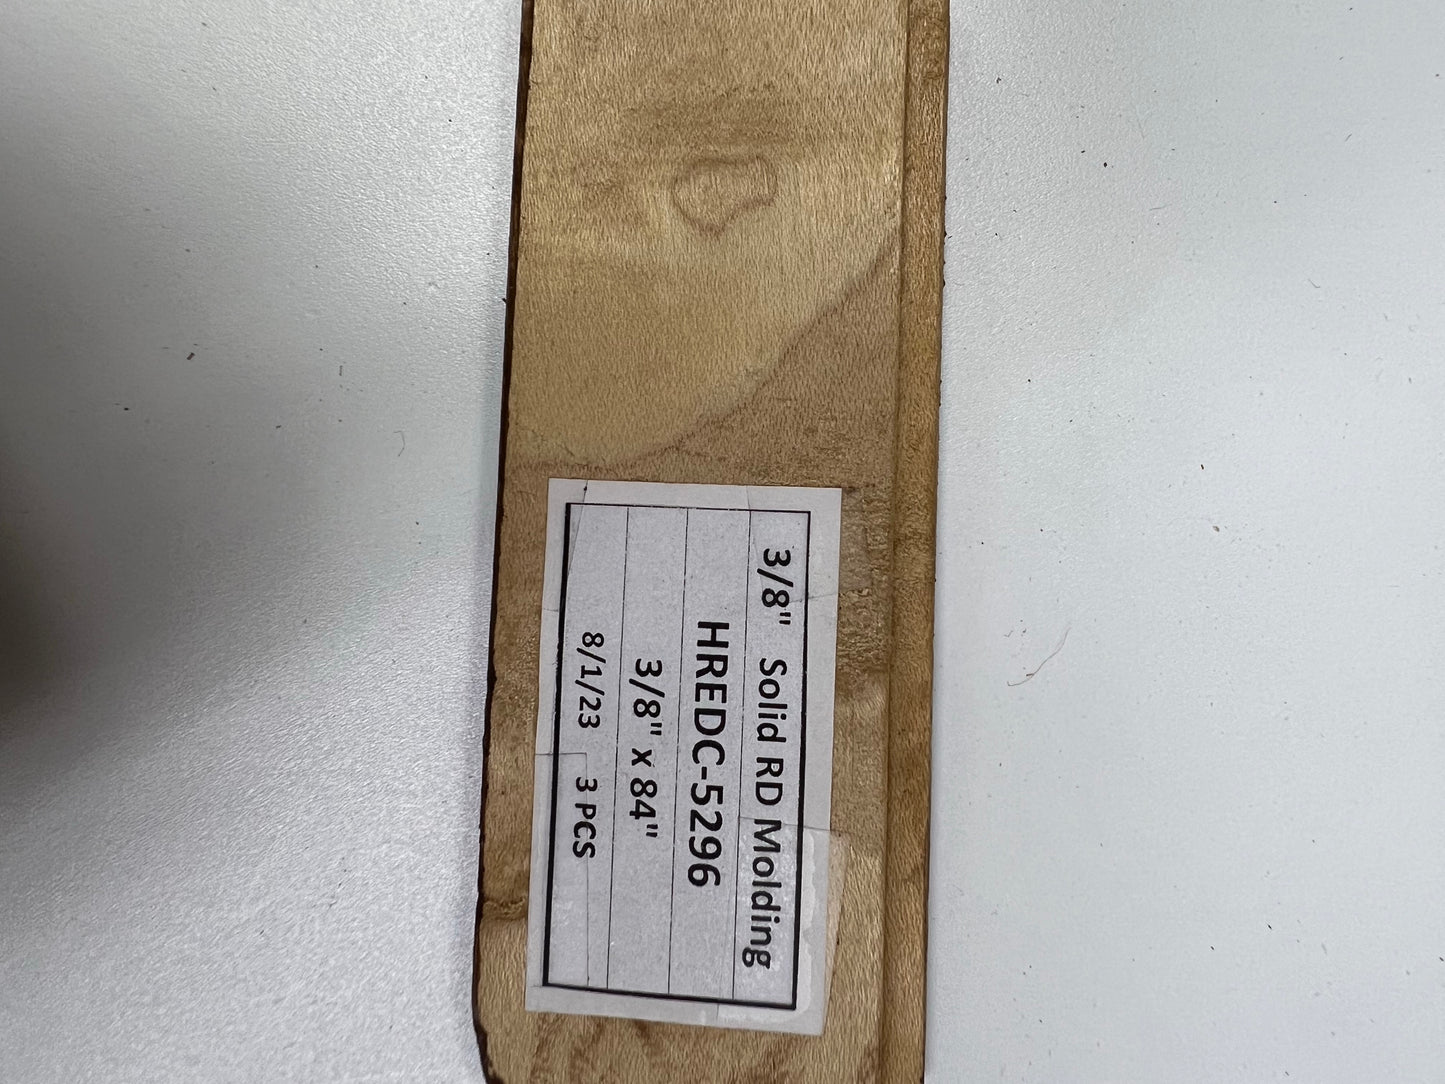 3/8" Solid RD Molding
HREDC-5296
3/8" x 84"
8/1/23 3 PCS